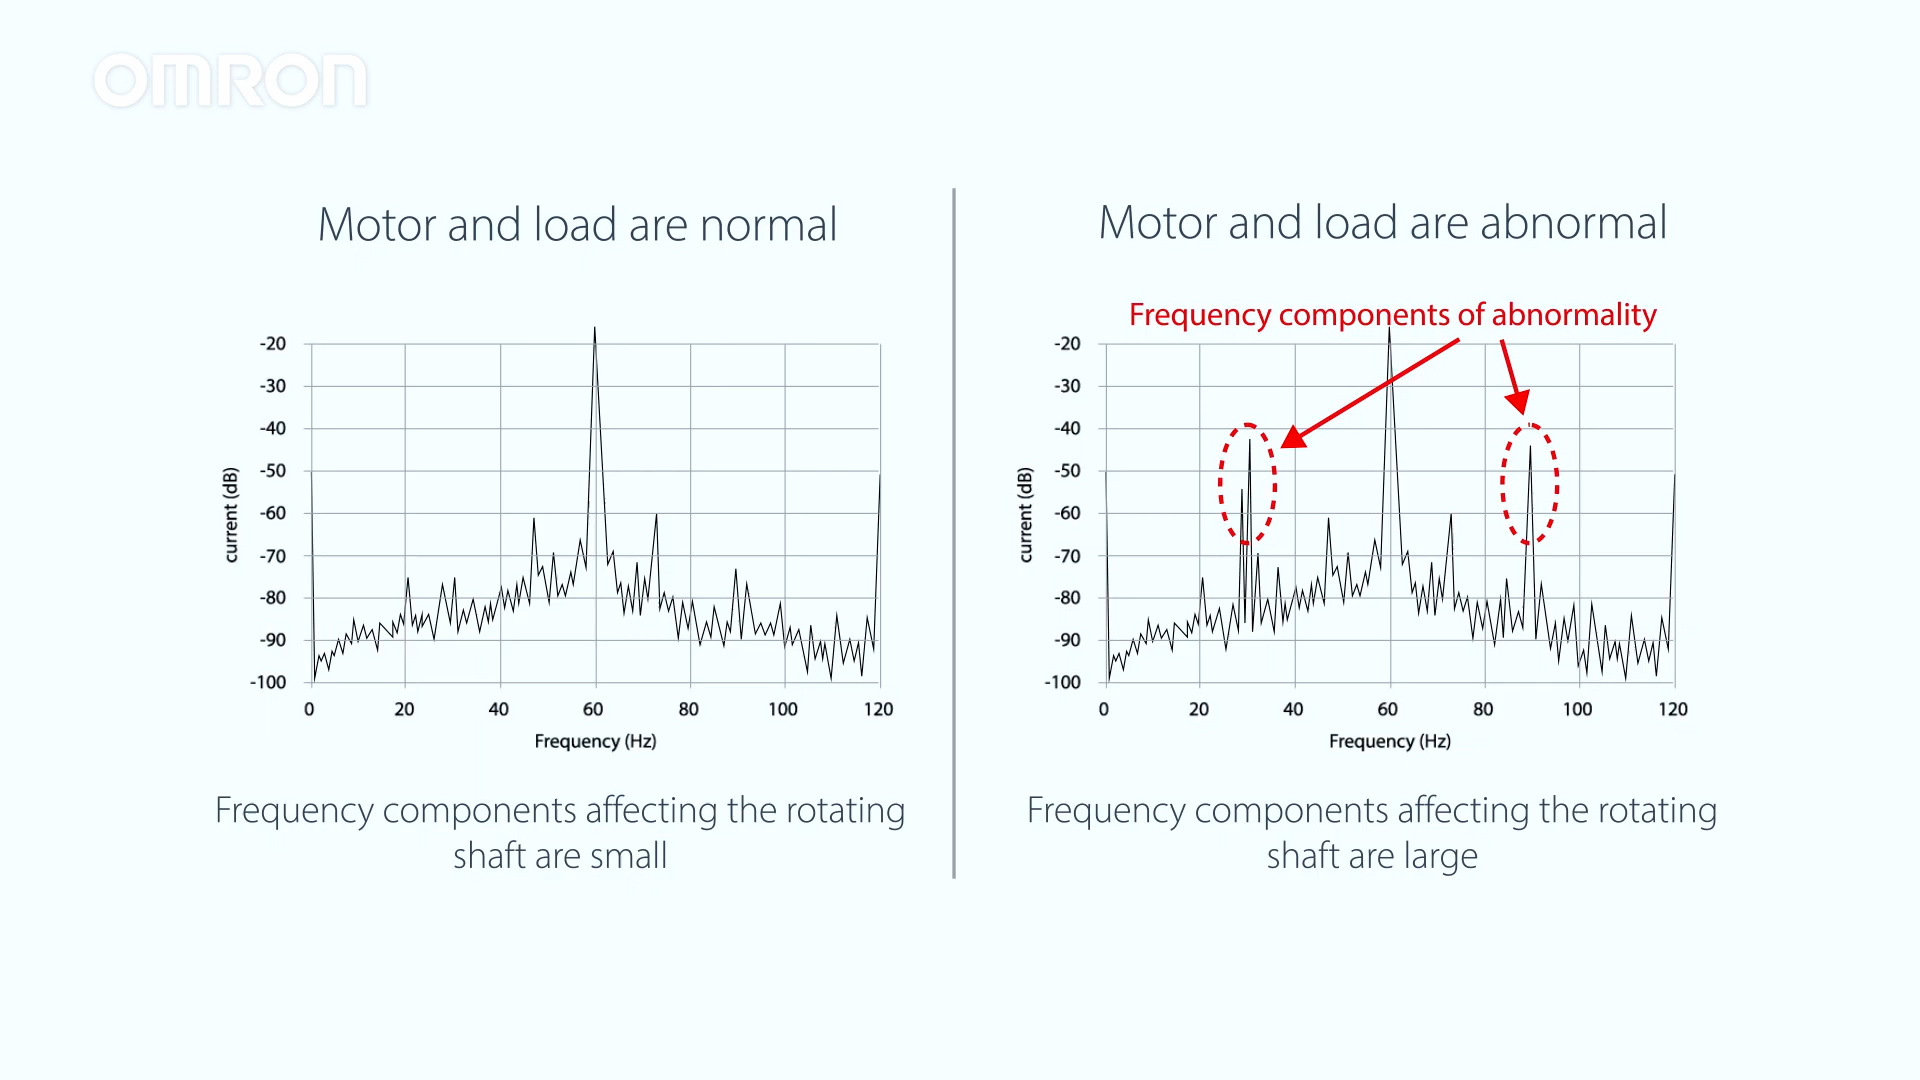 OMRON
Motor and load are normal
-20
-30
-40
-50
-60
-70
-80
-90
-100
current (dB)
0 20 40 60 80 100 120
Frequency (Hz)
Frequency components affecting the rotating
shaft are small
Motor and load are abnormal
Frequency components of abnormality
-20
-30
-40
-50
-60
-70
-80
-90
-100
current (dB)
0 20 40 60 80 100 120
Frequency (Hz)
Frequency components affecting the rotating
shaft are large